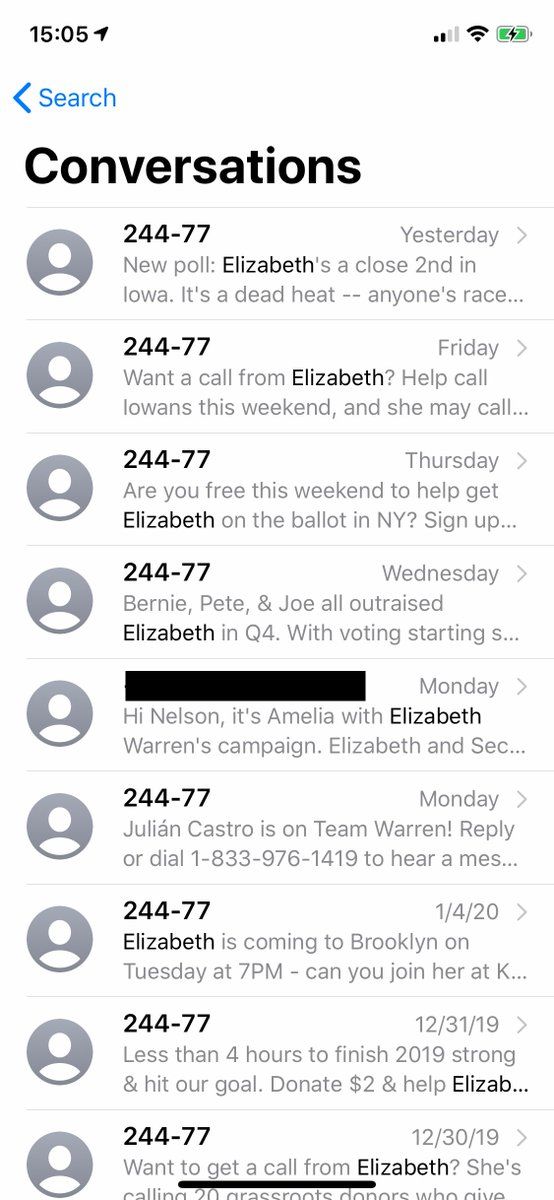 15:05
Search
Conversations
244-77 Yesterday
New poll: Elizabeth's a close 2nd in
Iowa. It's a dead heat -- anyone's race...
244-77 Friday
Want a call from Elizabeth? Help call
Iowans this weekend, and she may call...
244-77 Thursday
Are you free this weekend to help get
Elizabeth on the ballot in NY? Sign up...
244-77 Wednesday
Bernie, Pete, & Joe all outraised
Elizabeth in Q4. With voting starting s...
Monday
Hi Nelson, it's Amelia with Elizabeth
Warren's campaign. Elizabeth and Sec...
244-77 Monday
Julián Castro is on Team Warren! Reply
or dial 1-833-976-1419 to hear a mes...
244-77 1/4/20
Elizabeth is coming to Brooklyn on
Tuesday at 7PM - can you join her at K...
244-77 12/31/19
Less than 4 hours to finish 2019 strong
& hit our goal. Donate $2 & help Elizab...
244-77 12/30/19
Want to get a call from Elizabeth? She's
calling 20 grassroots donors who give